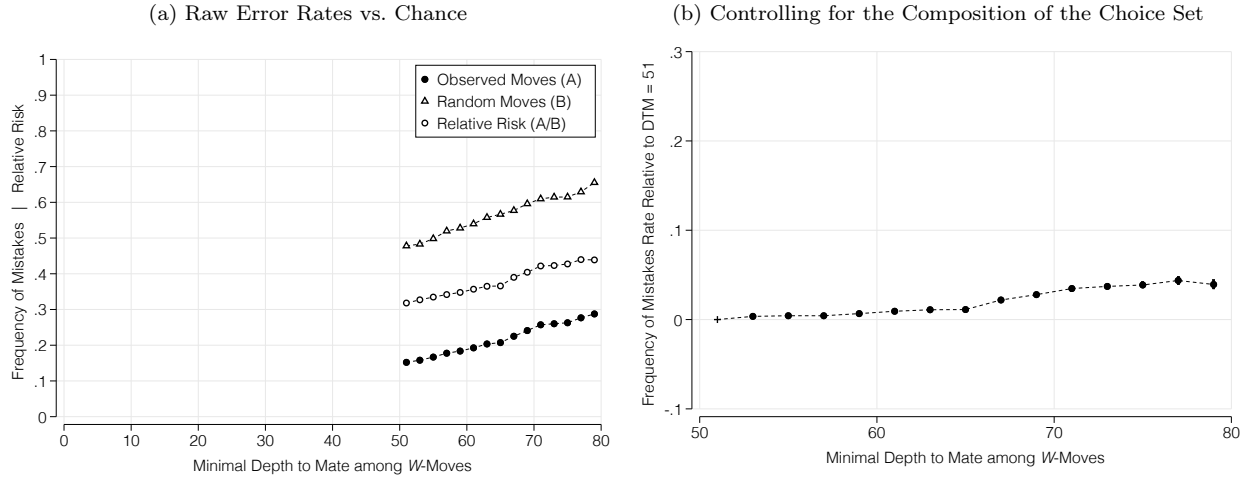 (a) Raw Error Rates vs. Chance
Frequency of Mistakes | Relative Risk
1
.9
.8
.7
.6
.5
.4
.3
.2
.1
0
Observed Moves (A)
Random Moves (B)
Relative Risk (A/B)
0 10 20 30 40 50 60 70 80
Minimal Depth to Mate among W-Moves
(b) Controlling for the Composition of the Choice Set
Frequency of Mistakes Rate Relative to DTM = 51
.3
.2
.1
0
-.1
50 60 70 80
Minimal Depth to Mate among W-Moves